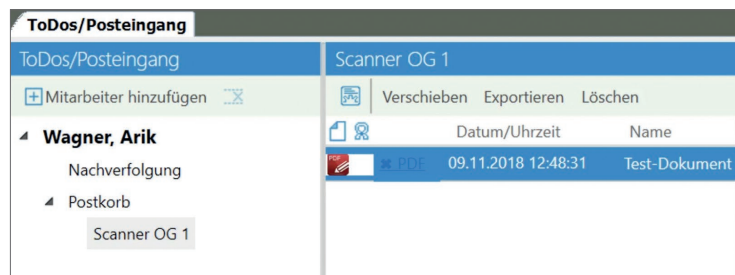 ToDos/Posteingang
ToDos/Posteingang
Mitarbeiter hinzufügen
Wagner, Arik
Nachverfolgung
Postkorb
Scanner OG 1
Scanner OG 1
Verschieben Exportieren Löschen
Datum/Uhrzeit Name
PDF PDF 09.11.2018 12:48:31 Test-Dokument